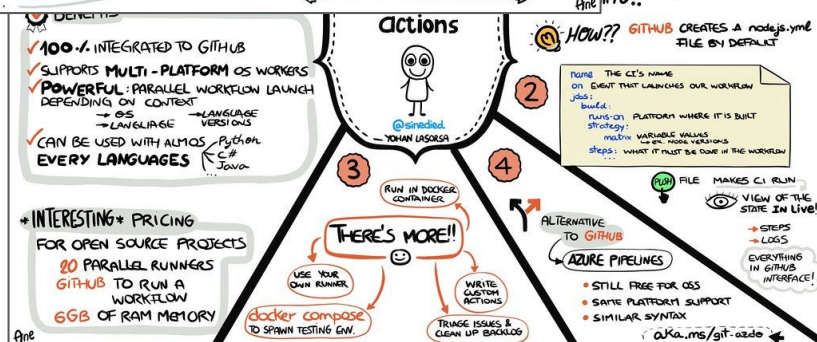 BENEFITS
100% INTEGRATED TO GITHUB
SUPPORTS MULTI-PLATFORM OS WORKERS
POWERFUL: PARALLEL WORKFLOW LAUNCH
DEPENDING ON CONTEXT
→ OS
→ LANGUAGE
→ LANGUAGE
VERSIONS
CAN BE USED WITH ALMOS
EVERY LANGUAGES
Python
C#
Java
...
*INTERESTING* PRICING
FOR OPEN SOURCE PROJECTS
20 PARALLEL RUNNERS
GITHUB TO RUN A
WORKFLOW
6GB OF RAM MEMORY
Ane
Ane
actions
@sinedied
YOHAN LASORSA
2
HOW?? GITHUB CREATES A nodejs.yml
FILE BY DEFAULT
name THE CI'S NAME
on EVENT THAT LAUNCHES OUR WORKFLOW
jobs:
build:
runs-on PLATFORM WHERE IT IS BUILT
strategy:
matrix VARIABLE VALUES
→ ex. NODE VERSIONS
steps: WHAT IT MUST BE DONE IN THE WORKFLOW
...
PUSH FILE MAKES CI RUN
VIEW OF THE
STATE IN Live!
→ STEPS
→ LOGS
EVERYTHING
IN GITHUB
INTERFACE!
3
RUN IN DOCKER
CONTAINER
THERE'S MORE!!
USE YOUR
OWN RUNNER
docker compose
TO SPAWN TESTING ENV.
WRITE
CUSTOM
ACTIONS
TRIAGE ISSUES &
CLEAN UP BACKLOG
4
ALTERNATIVE
TO GITHUB
AZURE PIPELINES
• STILL FREE FOR OSS
• SAME PLATFORM SUPPORT
• SIMILAR SYNTAX
aka.ms/git-azdo